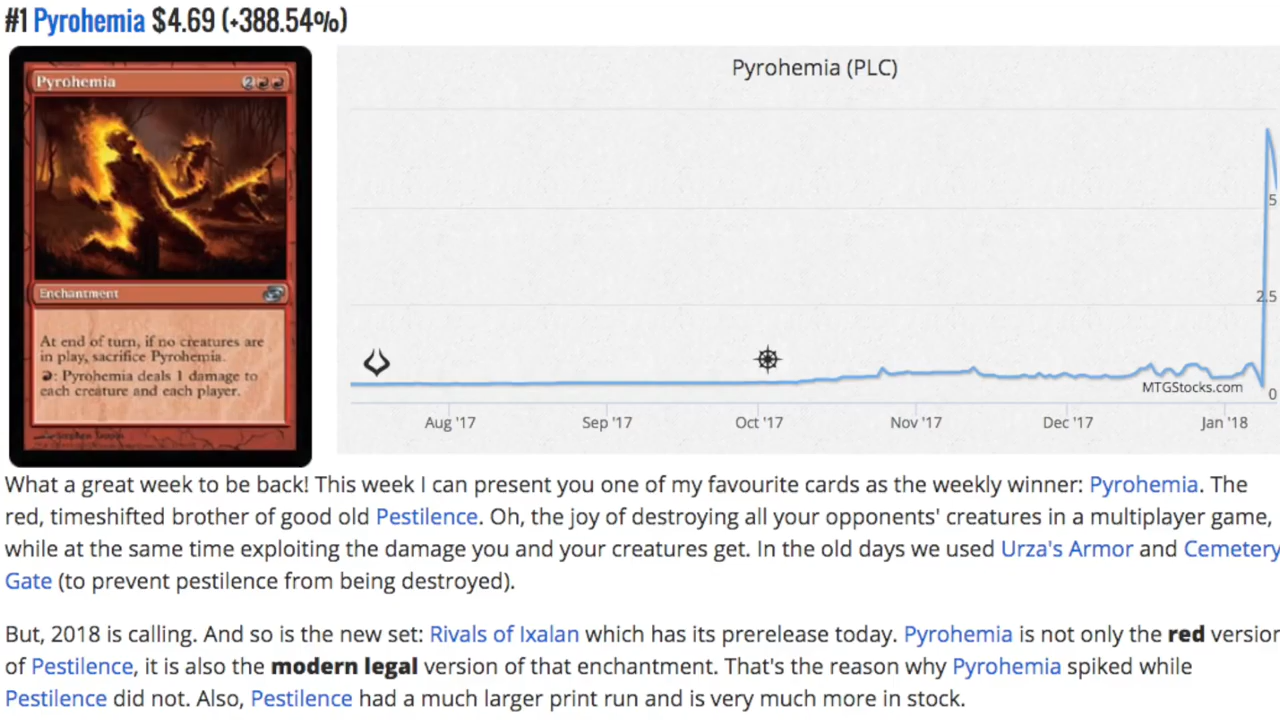 #1 Pyrohemia $4.69 (+388.54%)
Pyrohemia
2
Enchantment
At end of turn, if no creatures are
in play, sacrifice Pyrohemia.
: Pyrohemia deals 1 damage to
each creature and each player.
Pyrohemia (PLC)
5
2.5
0
MTGStocks.com
Aug '17 Sep '17 Oct '17 Nov '17 Dec '17 Jan '18
What a great week to be back! This week I can present you one of my favourite cards as the weekly winner: Pyrohemia. The
red, timeshifted brother of good old Pestilence. Oh, the joy of destroying all your opponents' creatures in a multiplayer game,
while at the same time exploiting the damage you and your creatures get. In the old days we used Urza's Armor and Cemetery
Gate (to prevent pestilence from being destroyed).
But, 2018 is calling. And so is the new set: Rivals of Ixalan which has its prerelease today. Pyrohemia is not only the red version
of Pestilence, it is also the modern legal version of that enchantment. That's the reason why Pyrohemia spiked while
Pestilence did not. Also, Pestilence had a much larger print run and is very much more in stock.